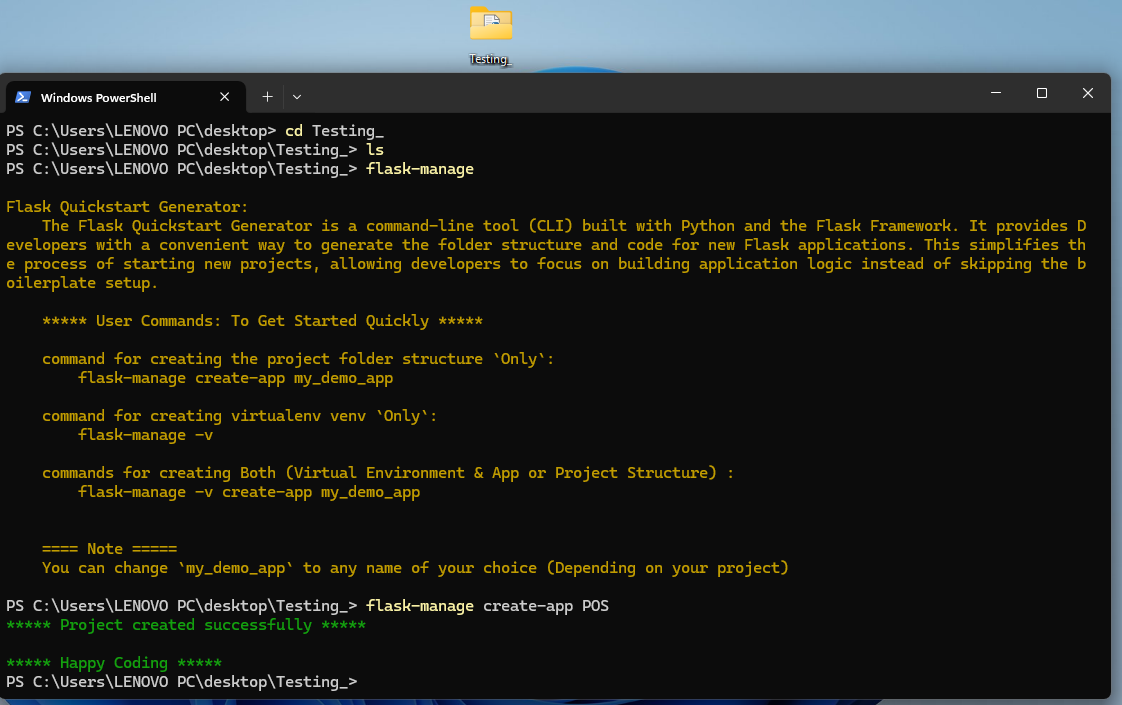 Testing_
Windows PowerShell
PS C:\Users\LENOVO PC\desktop> cd Testing_
PS C:\Users\LENOVO PC\desktop\Testing_> ls
PS C:\Users\LENOVO PC\desktop\Testing_> flask-manage
Flask Quickstart Generator:
The Flask Quickstart Generator is a command-line tool (CLI) built with Python and the Flask Framework. It provides D
evelopers with a convenient way to generate the folder structure and code for new Flask applications. This simplifies th
e process of starting new projects, allowing developers to focus on building application logic instead of skipping the b
oilerplate setup.
***** User Commands: To Get Started Quickly *****
command for creating the project folder structure `Only`:
flask-manage create-app my_demo_app
command for creating virtualenv venv `Only`:
flask-manage -v
commands for creating Both (Virtual Environment & App or Project Structure) :
flask-manage -v create-app my_demo_app
==== Note =====
You can change `my_demo_app` to any name of your choice (Depending on your project)
PS C:\Users\LENOVO PC\desktop\Testing_> flask-manage create-app POS
***** Project created successfully *****
***** Happy Coding *****
PS C:\Users\LENOVO PC\desktop\Testing_>